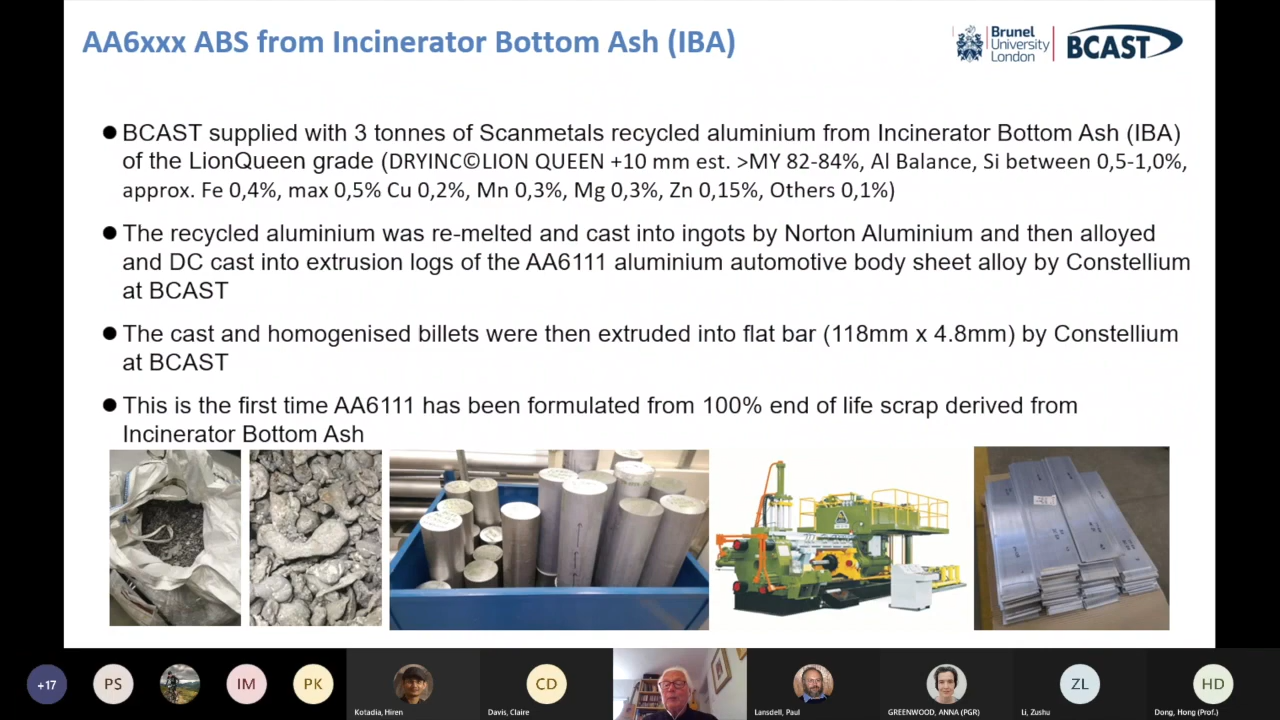 AA6xxx ABS from Incinerator Bottom Ash (IBA)
Brunel
University
London
BCAST
● BCAST supplied with 3 tonnes of Scanmetals recycled aluminium from Incinerator Bottom Ash (IBA)
of the LionQueen grade (DRYINC©LION QUEEN +10 mm est. >MY 82-84%, Al Balance, Si between 0,5-1,0%,
approx. Fe 0,4%, max 0,5% Cu 0,2%, Mn 0,3%, Mg 0,3%, Zn 0,15%, Others 0,1%)
● The recycled aluminium was re-melted and cast into ingots by Norton Aluminium and then alloyed
and DC cast into extrusion logs of the AA6111 aluminium automotive body sheet alloy by Constellium
at BCAST
● The cast and homogenised billets were then extruded into flat bar (118mm x 4.8mm) by Constellium
at BCAST
● This is the first time AA6111 has been formulated from 100% end of life scrap derived from
Incinerator Bottom Ash
+17
PS
IM
PK
Kotadia, Hiren
CD
Davis, Claire
Lansdell, Paul
GREENWOOD, ANNA (PGR)
ZL
Li, Zushu
HD
Dong, Hong (Prof.)